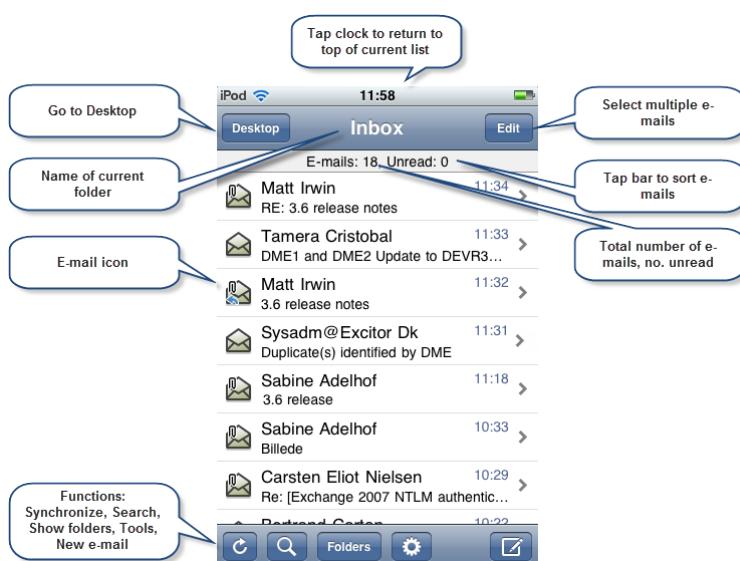 Tap clock to return to
top of current list
iPod
11:58
Go to Desktop
Desktop
Inbox
Edit
Select multiple e-
mails
E-mails: 18, Unread: 0
Name of current
folder
Tap bar to sort e-
mails
Matt Irwin
11:34
RE: 3.6 release notes
Tamera Cristobal
11:33
DME1 and DME2 Update to DEVR3...
Total number of e-
mails, no. unread
E-mail icon
Matt Irwin
11:32
3.6 release notes
Sysadm@Excitor Dk
11:31
Duplicate(s) identified by DME
Sabine Adelhof
11:18
3.6 release
Sabine Adelhof
10:33
Billede
Carsten Eliot Nielsen
10:29
Re: [Exchange 2007 NTLM authentic...
Functions:
Synchronize, Search,
Show folders, Tools,
New e-mail
Bertrand Carton
10:22
Folders